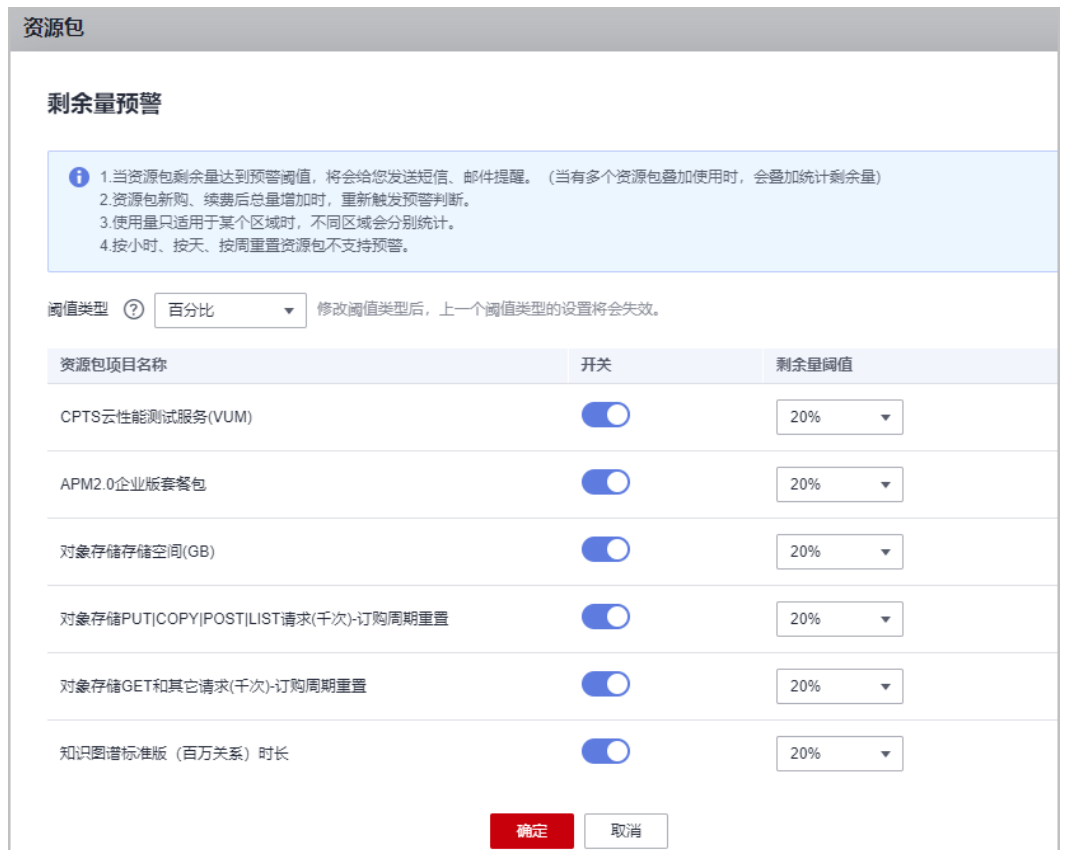 资源包
剩余量预警
1.当资源包剩余量达到预警阈值，将会给您发送短信、邮件提醒。（当有多个资源包叠加使用时，会叠加统计剩余量)
2.资源包新购、续费后总量增加时，重新触发预警判断。
3.使用量只适用于某个区域时，不同区域会分别统计。
4.按小时、按天、按周重置资源包不支持预警。
阈值类型 ? 百分比 修改阈值类型后，上一个阈值类型的设置将会失效。
资源包项目名称 开关 剩余量阈值
CPTS云性能测试服务(VUM) 20%
APM2.0企业版套餐包 20%
对象存储存储空间(GB) 20%
对象存储PUT|COPY|POST|LIST请求(千次)-订购周期重置 20%
对象存储GET和其它请求(千次)-订购周期重置 20%
知识图谱标准版（百万关系）时长 20%
确定 取消